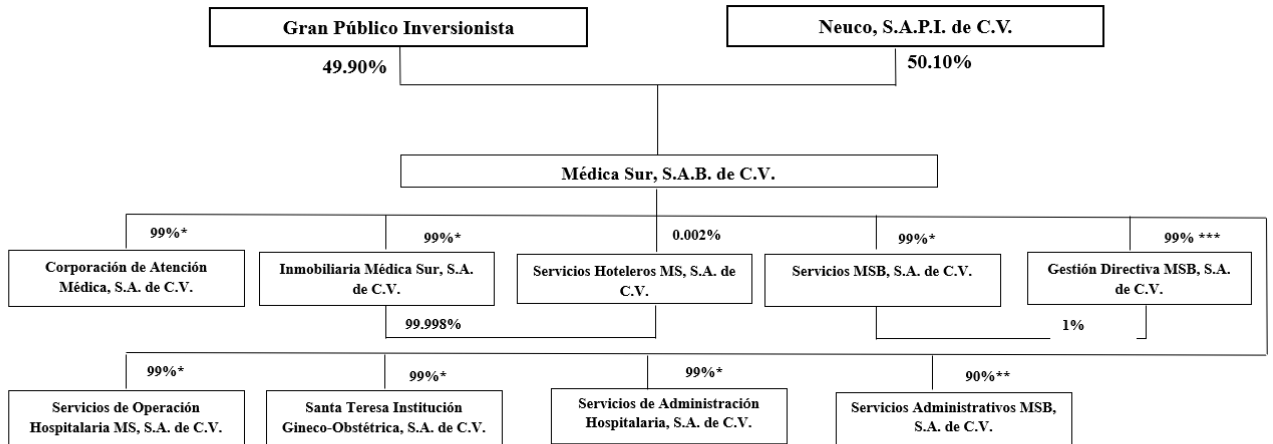 Gran Público Inversionista
Neuco, S.A.P.I. de C.V.
49.90%
50.10%
Médica Sur, S.A.B. de C.V.
99%*
99%*
0.002%
99%*
99% ***
Corporación de Atención
Médica, S.A. de C.V.
Inmobiliaria Médica Sur, S.A.
de C.V.
Servicios Hoteleros MS, S.A. de
C.V.
Servicios MSB, S.A. de C.V.
Gestión Directiva MSB, S.A.
de C.V.
99.998%
1%
99%*
99%*
99%*
90%**
Servicios de Operación
Hospitalaria MS, S.A. de C.V.
Santa Teresa Institución
Gineco-Obstétrica, S.A. de C.V.
Servicios de Administración
Hospitalaria, S.A. de C.V.
Servicios Administrativos MSB,
S.A. de C.V.